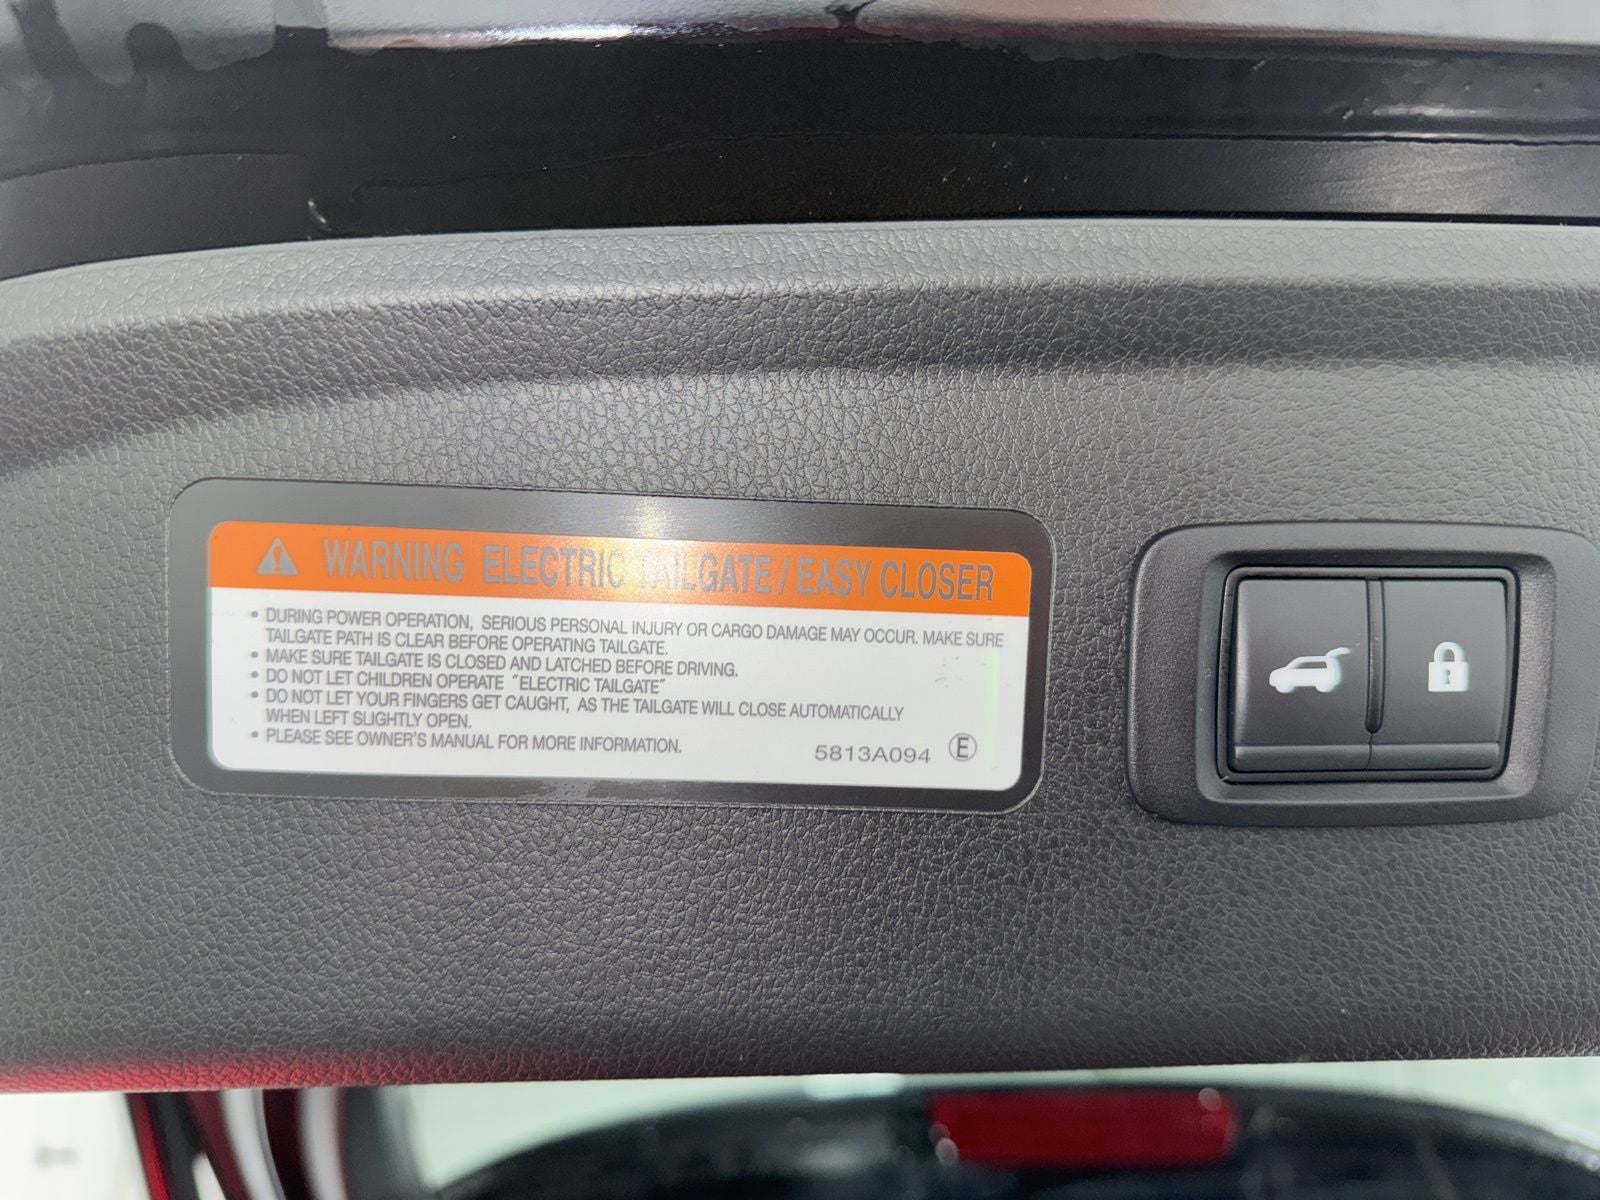 WARNING ELECTRIC TAILGATE / EASY CLOSER
• DURING POWER OPERATION, SERIOUS PERSONAL INJURY OR CARGO DAMAGE MAY OCCUR. MAKE SURE
TAILGATE PATH IS CLEAR BEFORE OPERATING TAILGATE.
• MAKE SURE TAILGATE IS CLOSED AND LATCHED BEFORE DRIVING.
• DO NOT LET CHILDREN OPERATE "ELECTRIC TAILGATE"
• DO NOT LET YOUR FINGERS GET CAUGHT, AS THE TAILGATE WILL CLOSE AUTOMATICALLY
WHEN LEFT SLIGHTLY OPEN.
• PLEASE SEE OWNER'S MANUAL FOR MORE INFORMATION.
5813A094 Ⓔ